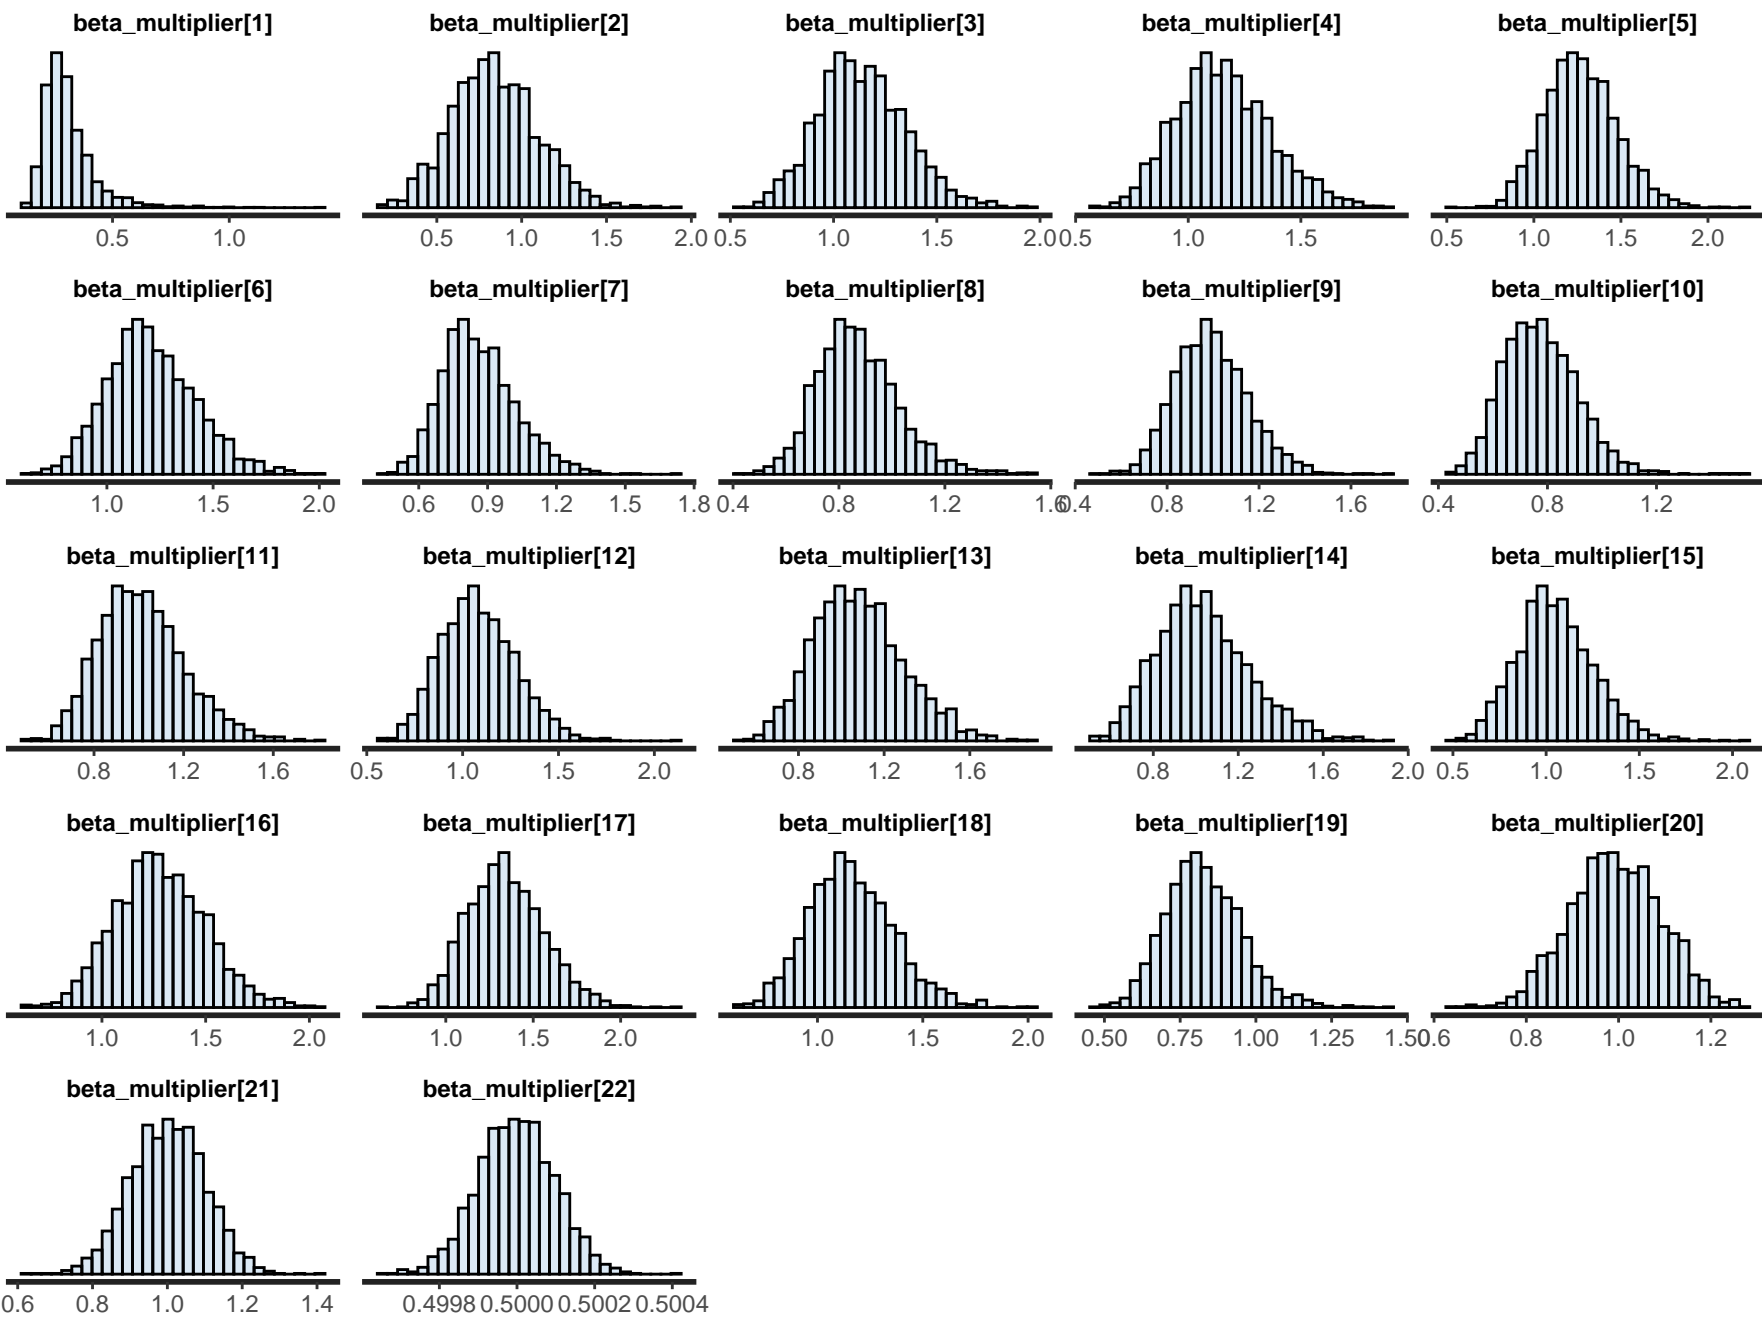 beta_multiplier[1] beta_multiplier[2] beta_multiplier[3] beta_multiplier[4] beta_multiplier[5]
0.5 1.0 0.5 1.0 1.5 2.0 0.5 1.0 1.5 2.0 0.5 1.0 1.5 0.5 1.0 1.5 2.0
beta_multiplier[6] beta_multiplier[7] beta_multiplier[8] beta_multiplier[9] beta_multiplier[10]
1.0 1.5 2.0 0.6 0.9 1.2 1.5 1.8 0.4 0.8 1.2 1.6 0.4 0.8 1.2 1.6 0.4 0.8 1.2
beta_multiplier[11] beta_multiplier[12] beta_multiplier[13] beta_multiplier[14] beta_multiplier[15]
0.8 1.2 1.6 0.5 1.0 1.5 2.0 0.8 1.2 1.6 0.8 1.2 1.6 2.0 0.5 1.0 1.5 2.0
beta_multiplier[16] beta_multiplier[17] beta_multiplier[18] beta_multiplier[19] beta_multiplier[20]
1.0 1.5 2.0 1.0 1.5 2.0 1.0 1.5 2.0 0.50 0.75 1.00 1.25 1.50 0.6 0.8 1.0 1.2
beta_multiplier[21] beta_multiplier[22]
0.6 0.8 1.0 1.2 1.4 0.4998 0.5000 0.5002 0.5004